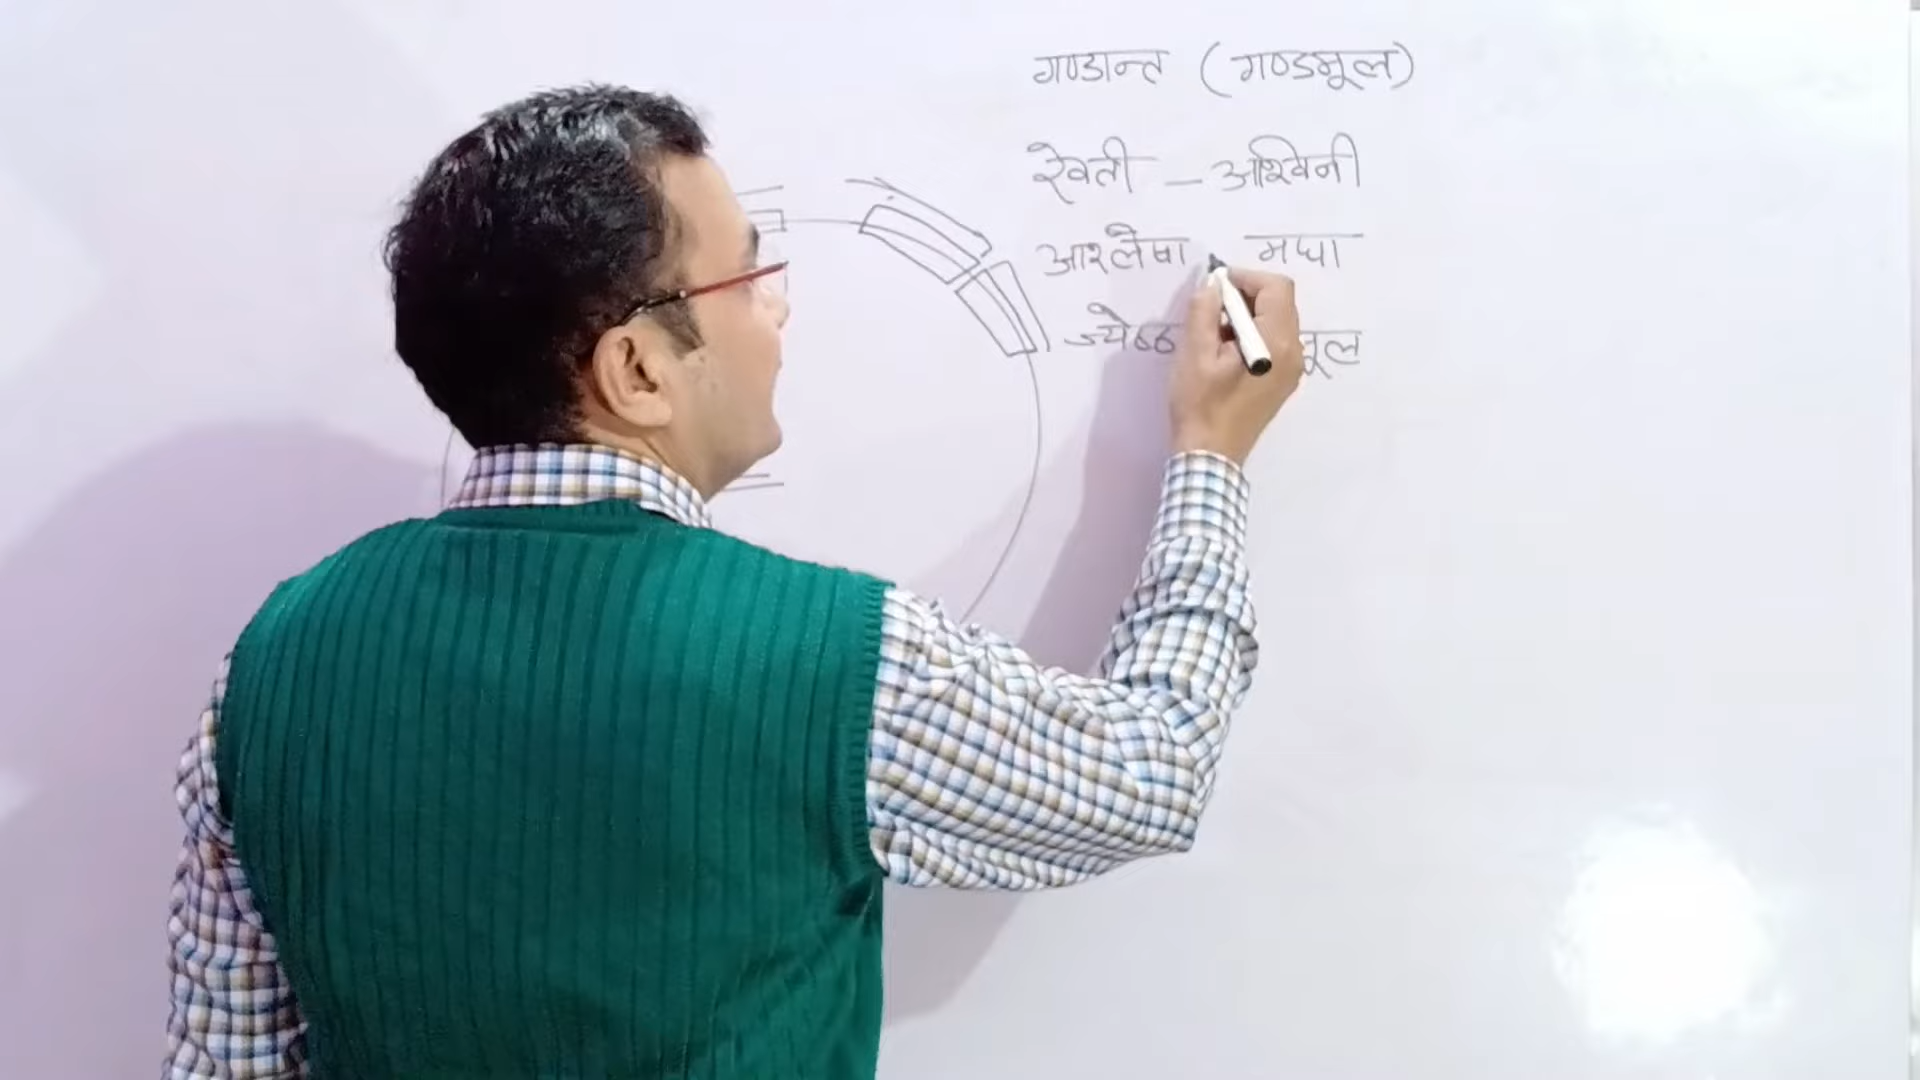 गण्डान्त (गण्डमूल)
रेवती – अश्विनी
आश्लेषा मघा
ज्येष्ठ मूल